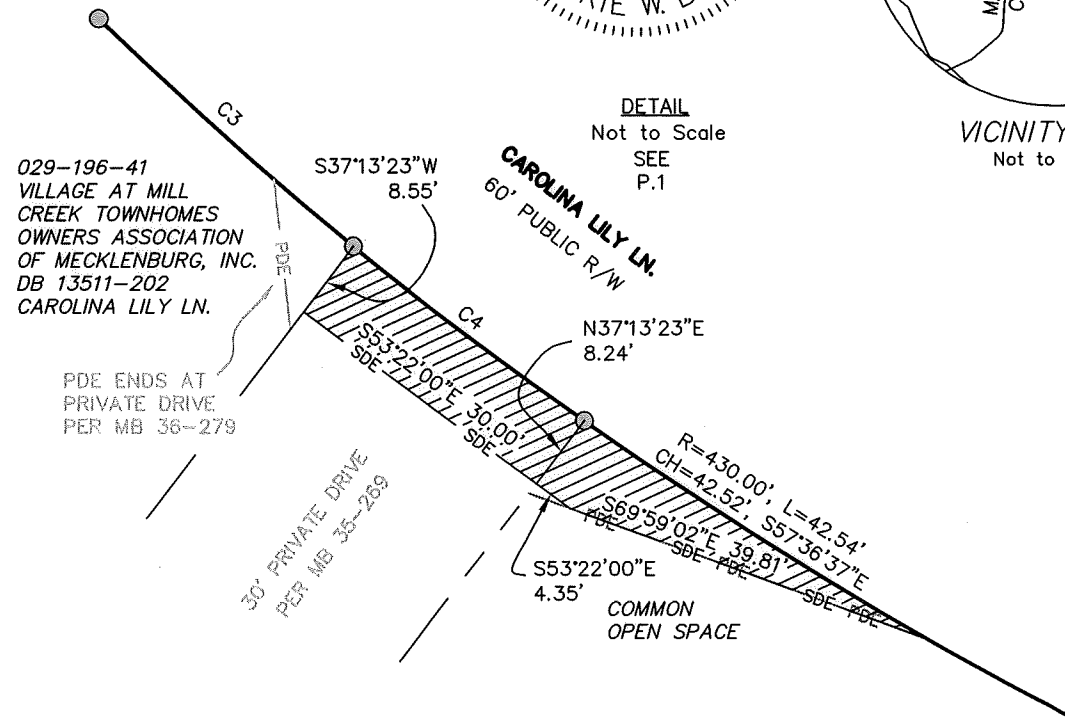 DETAIL
Not to Scale
SEE
P.1
VICINITY
Not to
C3
029-196-41
VILLAGE AT MILL
CREEK TOWNHOMES
OWNERS ASSOCIATION
OF MECKLENBURG, INC.
DB 13511-202
CAROLINA LILY LN.
S37°13'23"W
8.55'
CAROLINA LILY LN.
60' PUBLIC R/W
PDE
C4
N37°13'23"E
8.24'
PDE ENDS AT
PRIVATE DRIVE
PER MB 36-279
S53°22'00"E 30.00'
SDE
SDE
30' PRIVATE DRIVE
PER MB 35-269
R=430.00', L=42.54'
CH=42.52', S57°36'37"E
S69°59'02"E, 39.81'
PDE
SDE PDE
SDE PDE
S53°22'00"E
4.35'
COMMON
OPEN SPACE